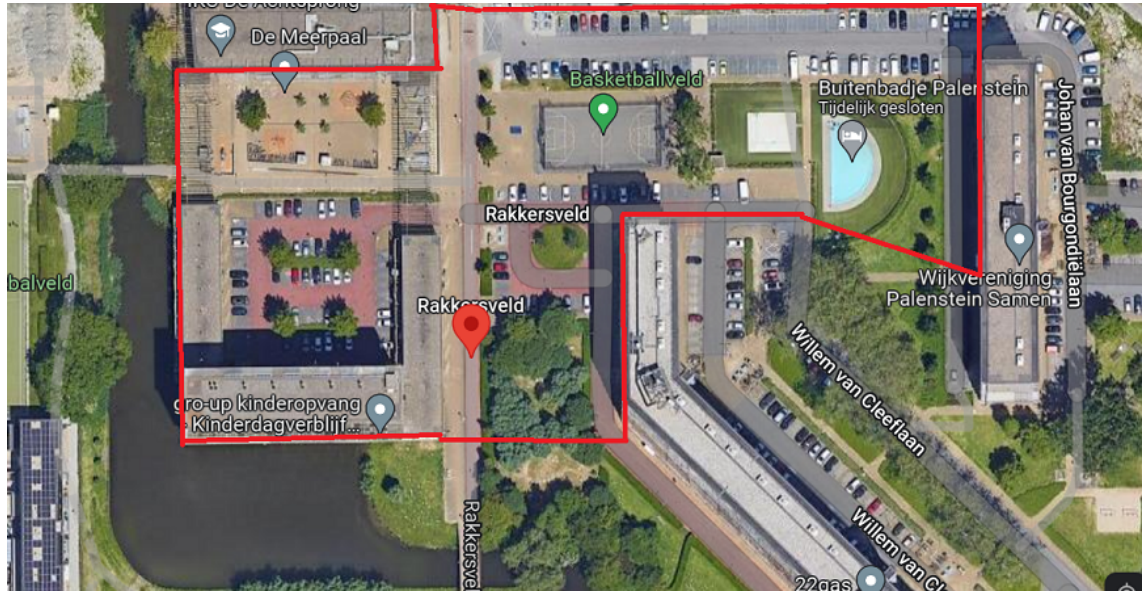 IKC De Achtsprong
De Meerpaal
Basketballveld
Buitenbadje Palenstein
Tijdelijk gesloten
Johan van Bourgondiëlaan
Rakkersveld
balveld
Wijkvereniging
Palenstein Samen
Rakkersveld
Willem van Cleeflaan
gro-up kinderopvang
- Kinderdagverblijf...
Rakkersvel
Willem van Cl
22gas